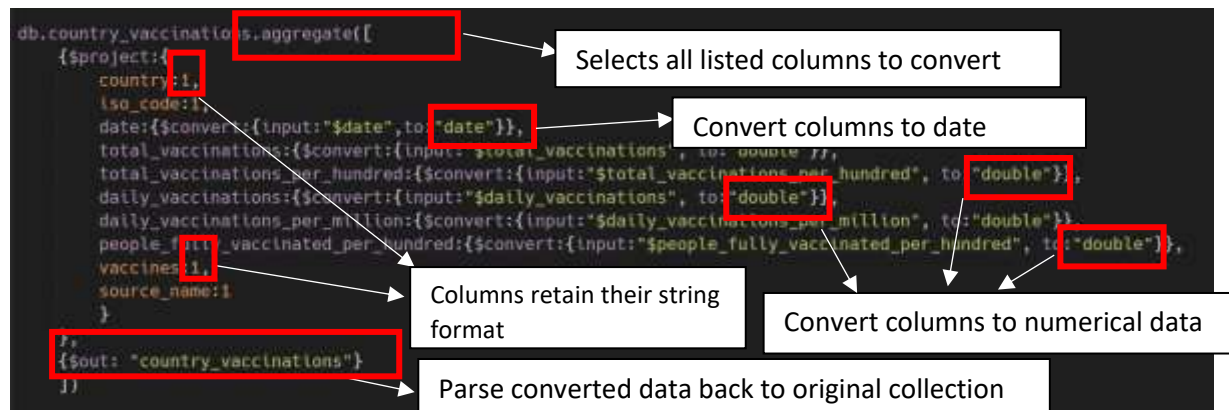 db.country_vaccinations.aggregate([
Selects all listed columns to convert
{$project:{
country:1,
iso_code:1,
date:{$convert:{input:"$date",to:"date"}},
Convert columns to date
total_vaccinations:{$convert:{input:"$total_vaccinations", to:"double"}},
total_vaccinations_per_hundred:{$convert:{input:"$total_vaccinations_per_hundred", to:"double"}},
daily_vaccinations:{$convert:{input:"$daily_vaccinations", to:"double"}},
daily_vaccinations_per_million:{$convert:{input:"$daily_vaccinations_per_million", to:"double"}},
people_fully_vaccinated_per_hundred:{$convert:{input:"$people_fully_vaccinated_per_hundred", to:"double"}},
vaccines:1,
source_name:1
Columns retain their string
format
Convert columns to numerical data
}
},
{$out: "country_vaccinations"}
])
Parse converted data back to original collection